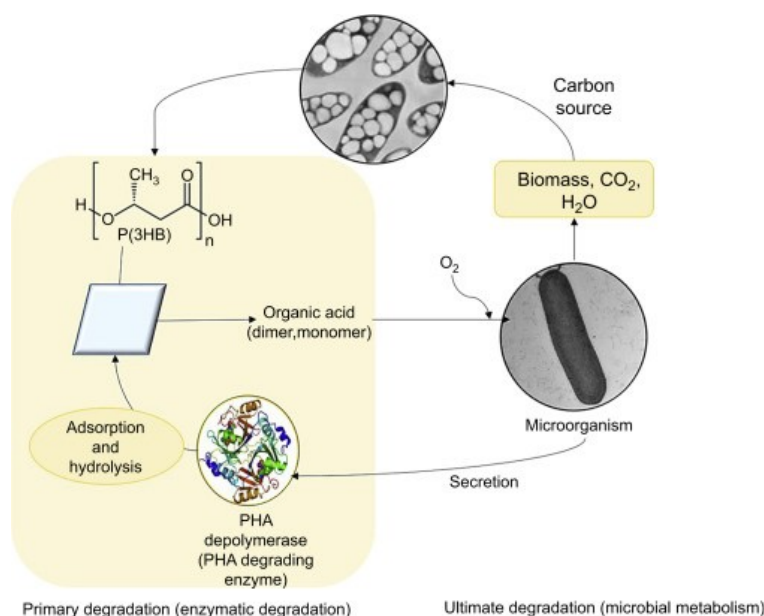 Carbon
source
CH₃
O
H
O
OH
n
P(3HB)
Biomass, CO₂,
H₂O
O₂
Organic acid
(dimer,monomer)
Microorganism
Adsorption
and
hydrolysis
Secretion
PHA
depolymerase
(PHA degrading
enzyme)
Primary degradation (enzymatic degradation)
Ultimate degradation (microbial metabolism)